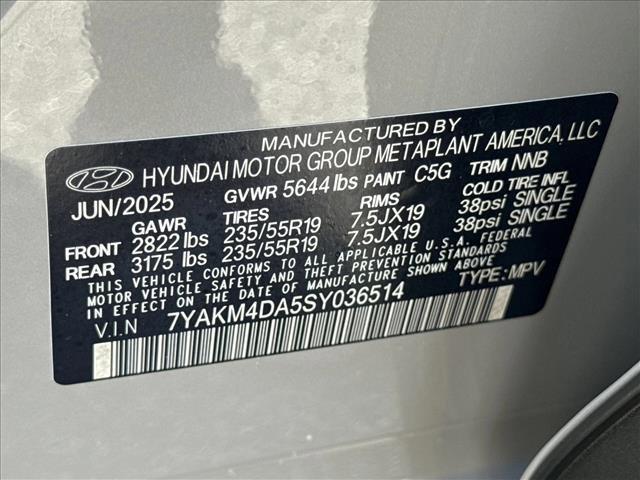 MANUFACTURED BY
HYUNDAI MOTOR GROUP METAPLANT AMERICA, LLC
JUN/2025 GVWR 5644 lbs PAINT C5G TRIM NNB
GAWR TIRES RIMS COLD TIRE INFL
FRONT 2822 lbs 235/55R19 7.5JX19 38psi SINGLE
REAR 3175 lbs 235/55R19 7.5JX19 38psi SINGLE
THIS VEHICLE CONFORMS TO ALL APPLICABLE U.S.A. FEDERAL
MOTOR VEHICLE SAFETY AND THEFT PREVENTION STANDARDS
IN EFFECT ON THE DATE OF MANUFACTURE SHOWN ABOVE
V.I.N 7YAKM4DA5SY036514 TYPE: MPV